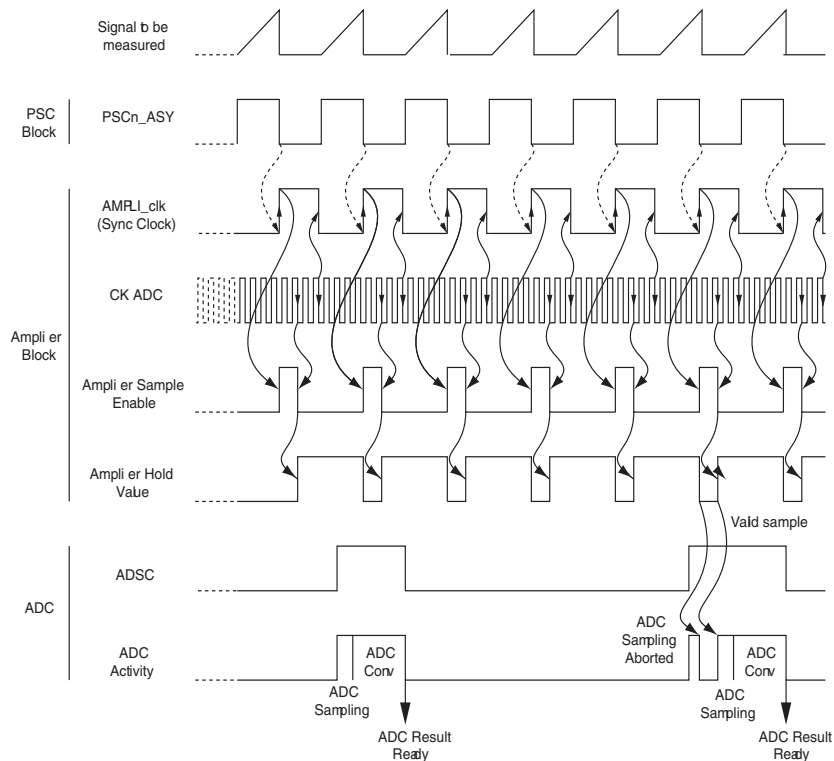 Signal to be
measured
PSC
Block
PSCn_ASY
AMPLI_clk
(Sync Clock)
CK ADC
Ampli er
Block
Ampli er Sample
Enable
Ampli er Hold
Value
Valid sample
ADSC
ADC
ADC
Sampling
Aborted
ADC
Activity
ADC
Conv
ADC
Sampling
ADC
Conv
ADC
Sampling
ADC Result
Ready
ADC Result
Ready